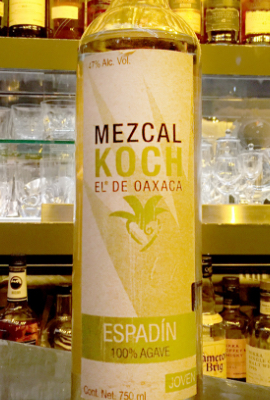 47% Alc. Vol.
MEZCAL
KOCH
EL® DE OAXACA
ESPADÍN
100% AGAVE
JOVEN
Cont. Net. 750 ml